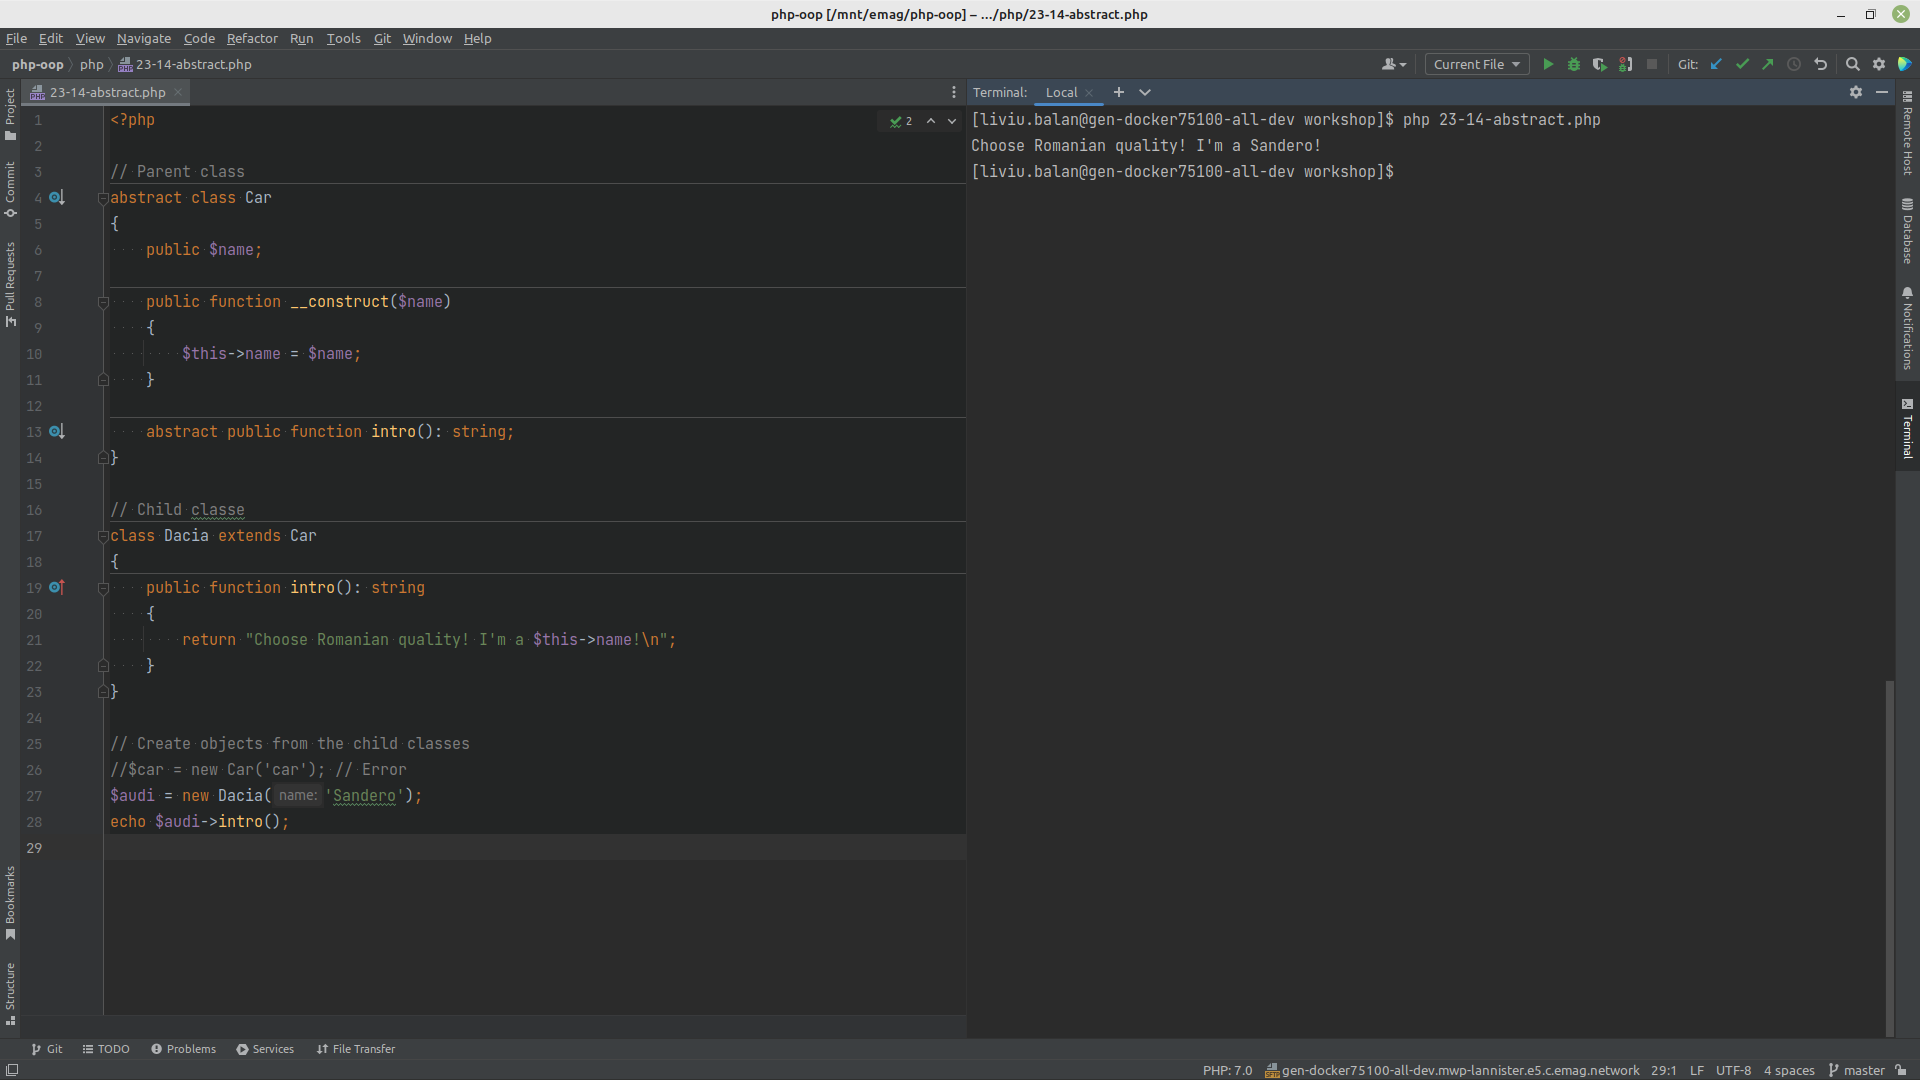 php-oop [/mnt/emag/php-oop] – .../php/23-14-abstract.php
File Edit View Navigate Code Refactor Run Tools Git Window Help
php-oop php 23-14-abstract.php
Current File Git:
23-14-abstract.php
Terminal: Local
Project
Commit
Pull Requests
Bookmarks
Structure
2
1 <?php
2
3 // Parent class
4 abstract class Car
5 {
6 public $name;
7
8 public function __construct($name)
9 {
10 $this->name = $name;
11 }
12
13 abstract public function intro(): string;
14 }
15
16 // Child classe
17 class Dacia extends Car
18 {
19 public function intro(): string
20 {
21 return "Choose Romanian quality! I'm a $this->name!\n";
22 }
23 }
24
25 // Create objects from the child classes
26 //$car = new Car('car'); // Error
27 $audi = new Dacia( name: 'Sandero');
28 echo $audi->intro();
29
[liviu.balan@gen-docker75100-all-dev workshop]$ php 23-14-abstract.php
Choose Romanian quality! I'm a Sandero!
[liviu.balan@gen-docker75100-all-dev workshop]$
Remote Host
Database
Notifications
Terminal
Git TODO Problems Services File Transfer
PHP: 7.0 gen-docker75100-all-dev.mwp-lannister.e5.c.emag.network 29:1 LF UTF-8 4 spaces master